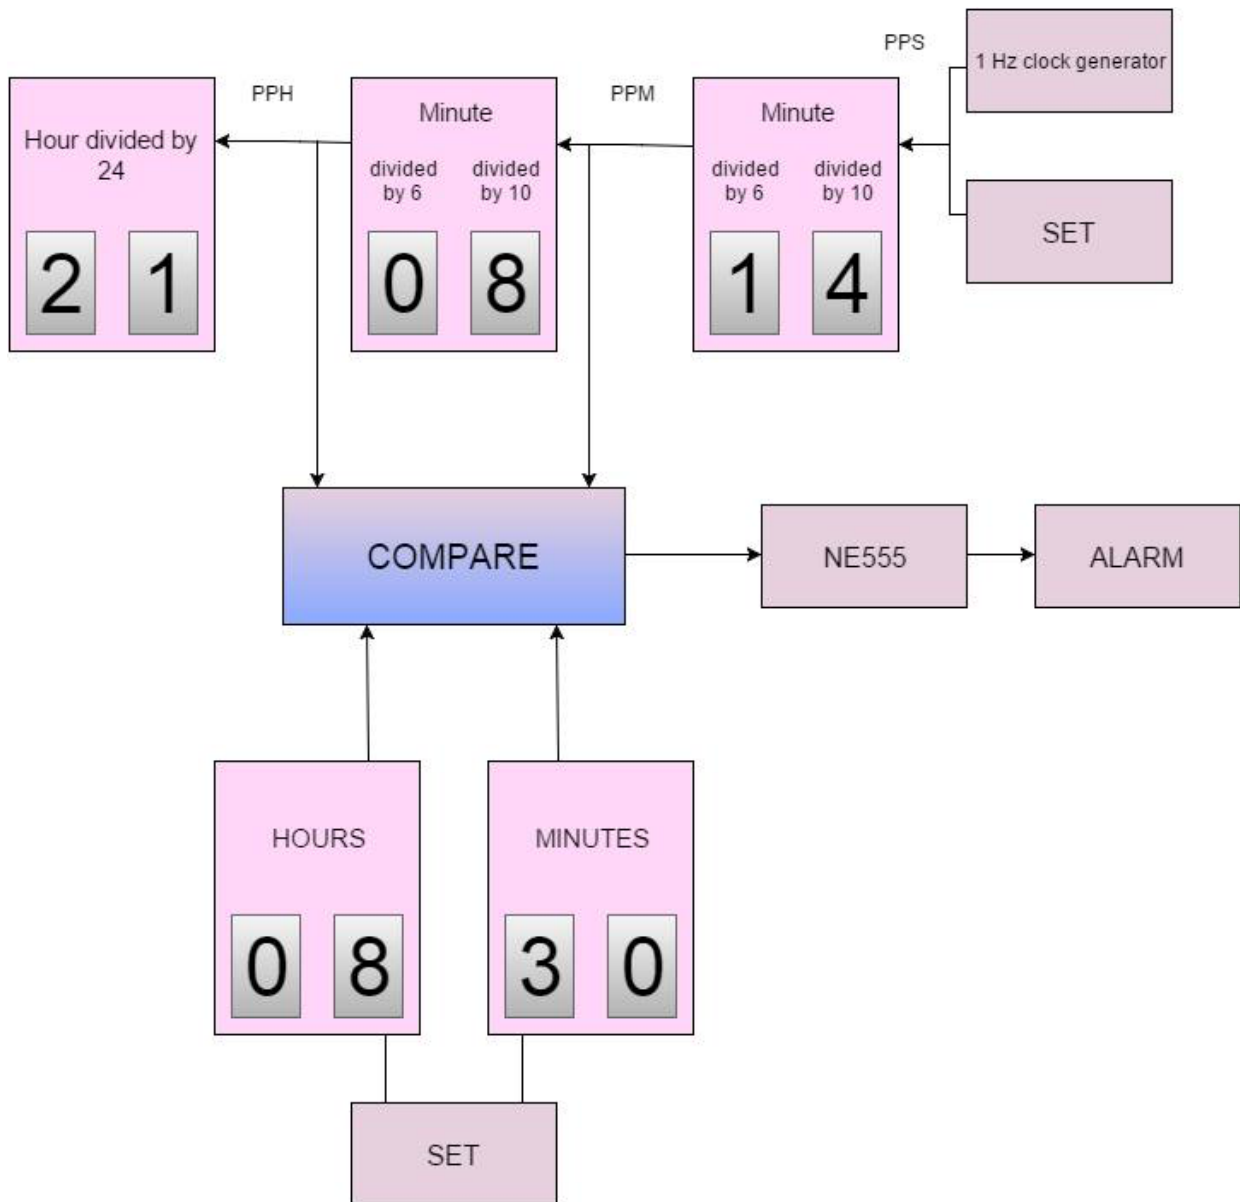 PPS
1 Hz clock generator
PPH
PPM
Hour divided by
24
2 1
Minute
divided
by 6
divided
by 10
0 8
Minute
divided
by 6
divided
by 10
1 4
SET
COMPARE
NE555
ALARM
HOURS
0 8
MINUTES
3 0
SET